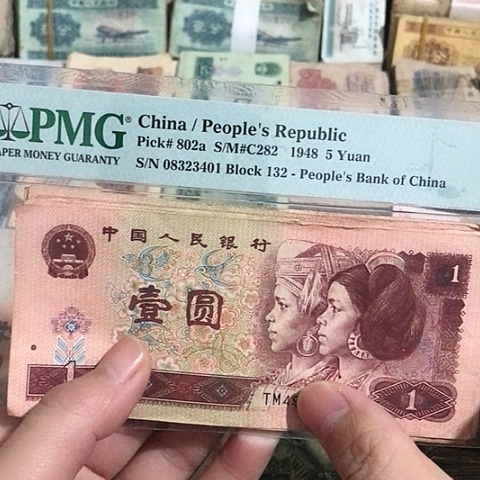 PMG®
PAPER MONEY GUARANTY
China / People's Republic
Pick# 802a S/M#C282 1948 5 Yuan
S/N 08323401 Block 132 - People's Bank of China
中国人民银行
1
壹圆
1
TM
1